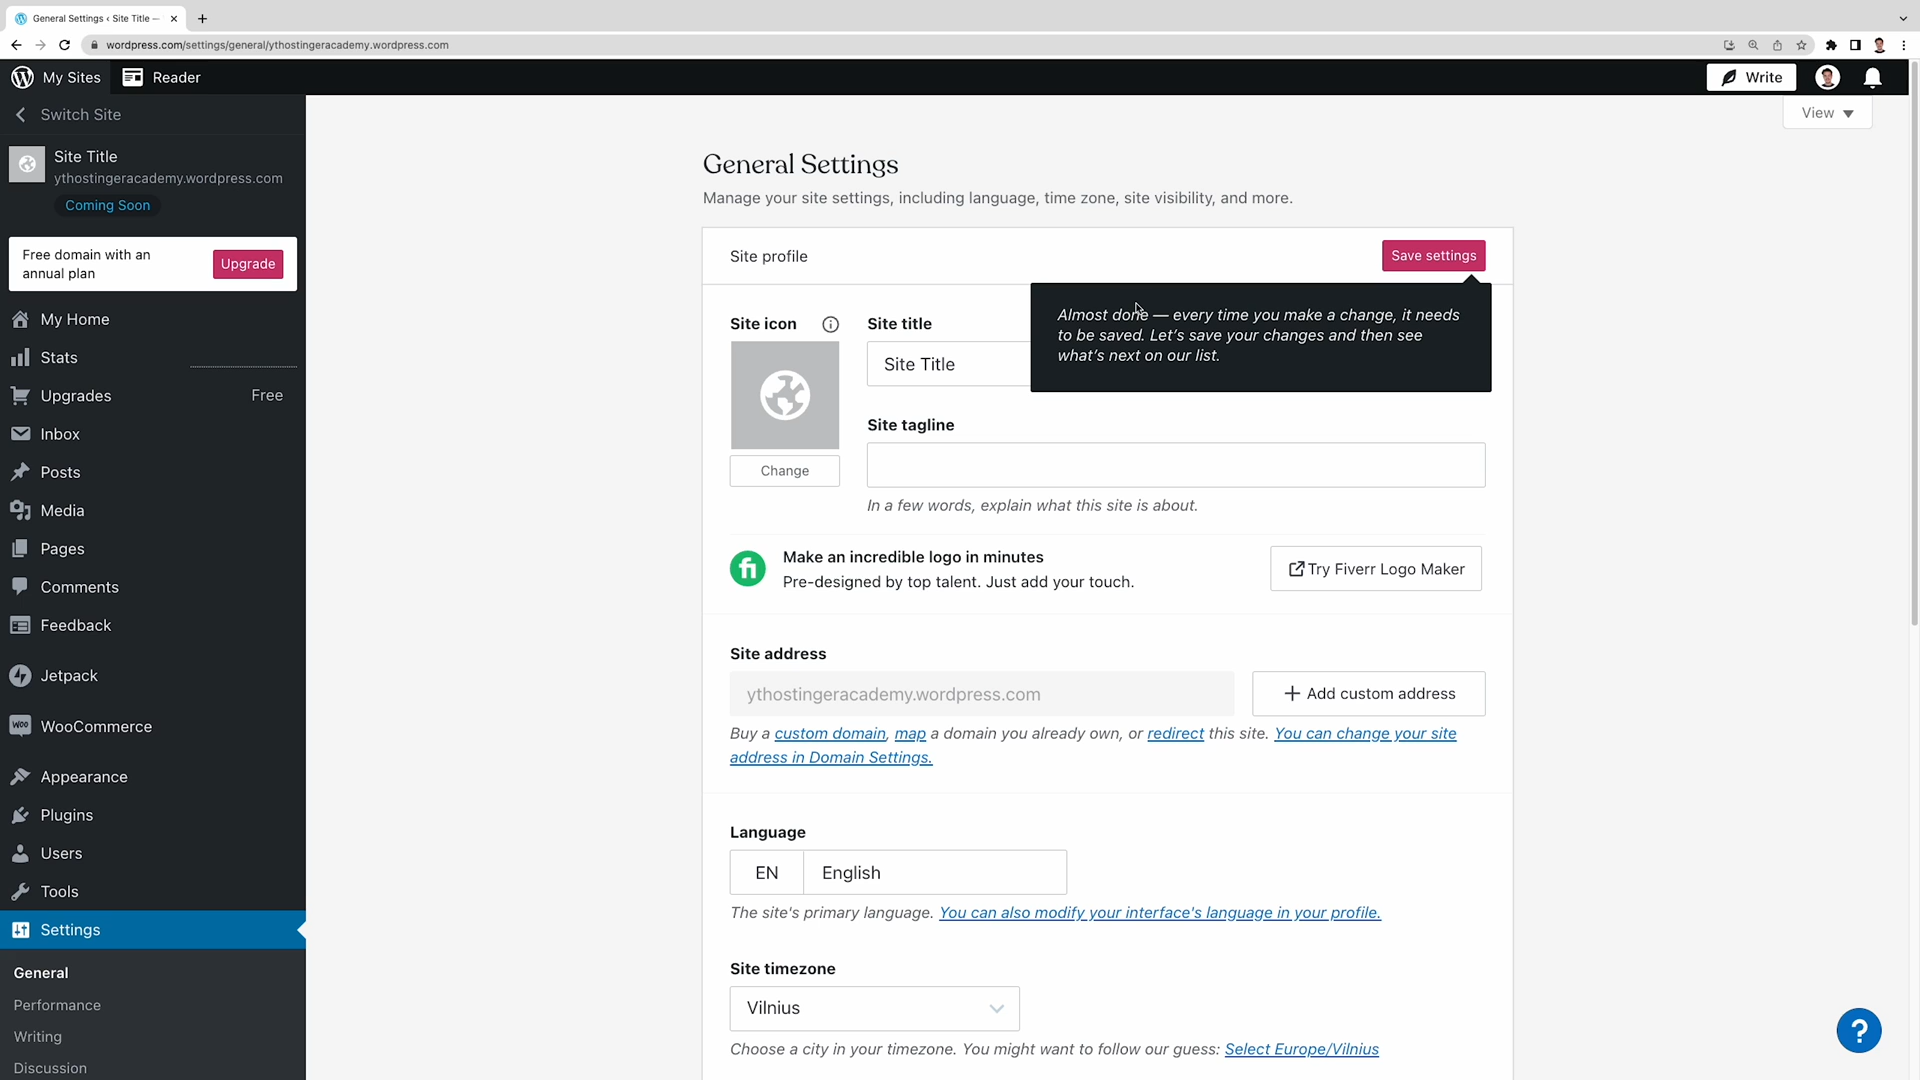 General Settings ‹ Site Title —
wordpress.com/settings/general/ythostingeracademy.wordpress.com
My Sites
Reader
Write
Switch Site
View
Site Title
ythostingeracademy.wordpress.com
Coming Soon
Free domain with an
annual plan
Upgrade
My Home
Stats
Upgrades
Free
Inbox
Posts
Media
Pages
Comments
Feedback
Jetpack
WOO
WooCommerce
Appearance
Plugins
Users
Tools
Settings
General
Performance
Writing
Discussion
General Settings
Manage your site settings, including language, time zone, site visibility, and more.
Site profile
Save settings
Almost done — every time you make a change, it needs
to be saved. Let’s save your changes and then see
what’s next on our list.
Site icon
Site title
Site Title
Change
Site tagline
In a few words, explain what this site is about.
fi
Make an incredible logo in minutes
Pre-designed by top talent. Just add your touch.
Try Fiverr Logo Maker
Site address
ythostingeracademy.wordpress.com
+ Add custom address
Buy a custom domain, map a domain you already own, or redirect this site. You can change your site
address in Domain Settings.
Language
EN
English
The site's primary language. You can also modify your interface's language in your profile.
Site timezone
Vilnius
Choose a city in your timezone. You might want to follow our guess: Select Europe/Vilnius
?